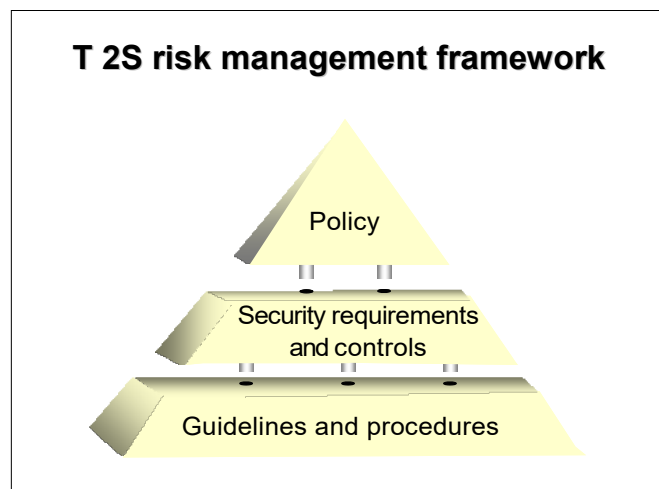 T 2S risk management framework
Policy
Security requirements
and controls
Guidelines and procedures